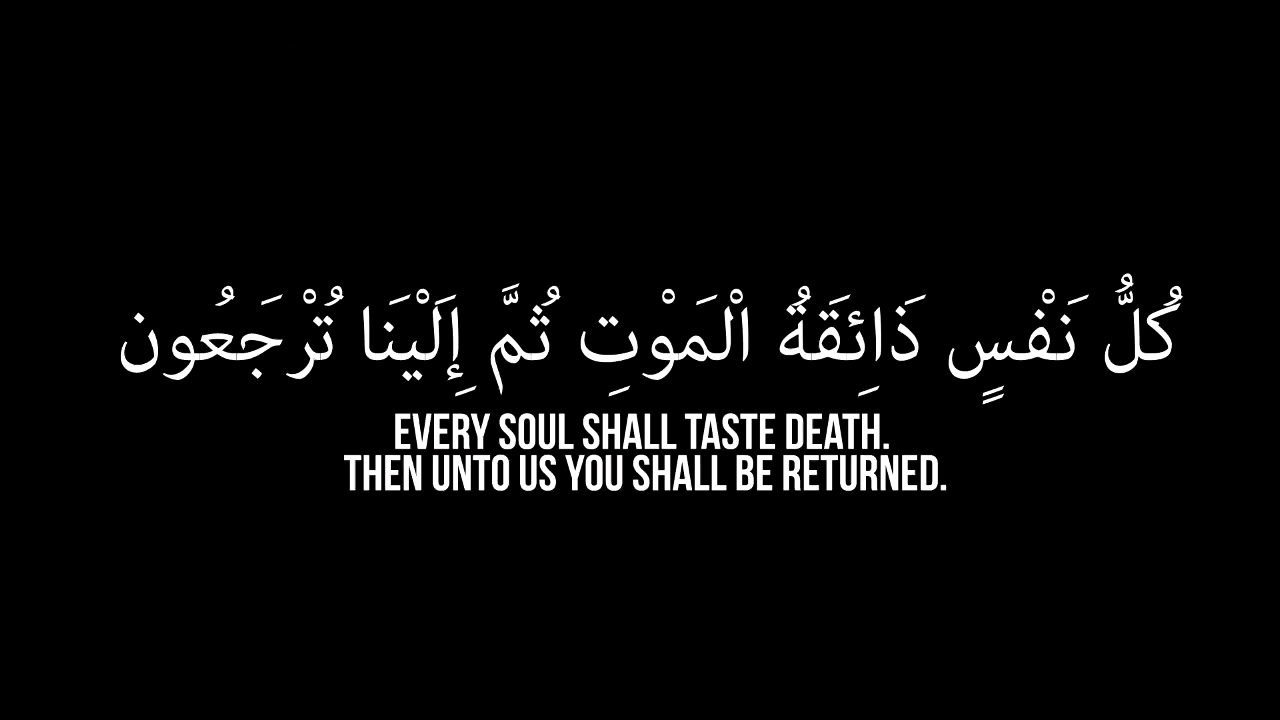 كُلُّ نَفْسٍ ذَائِقَةُ الْمَوْتِ ثُمَّ إِلَيْنَا تُرْجَعُون
EVERY SOUL SHALL TASTE DEATH.
THEN UNTO US YOU SHALL BE RETURNED.